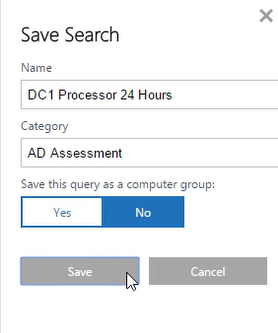 Save Search
Name
DC1 Processor 24 Hours
Category
AD Assessment
Save this query as a computer group:
Yes No
Save Cancel